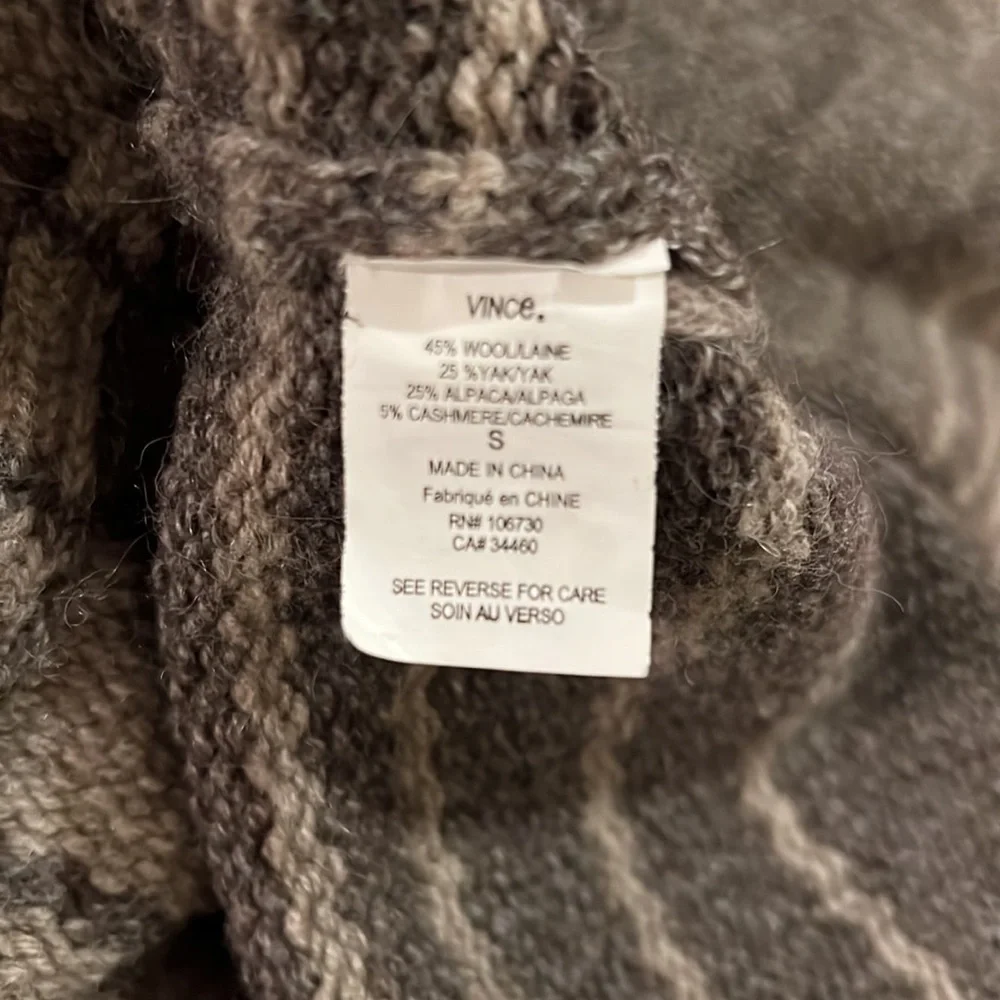 VINCe.
45% WOOL/LAINE
25 %YAK/YAK
25% ALPACA/ALPAGA
5% CASHMERE/CACHEMIRE
S
MADE IN CHINA
Fabriqué en CHINE
RN# 106730
CA# 34460
SEE REVERSE FOR CARE
SOIN AU VERSO